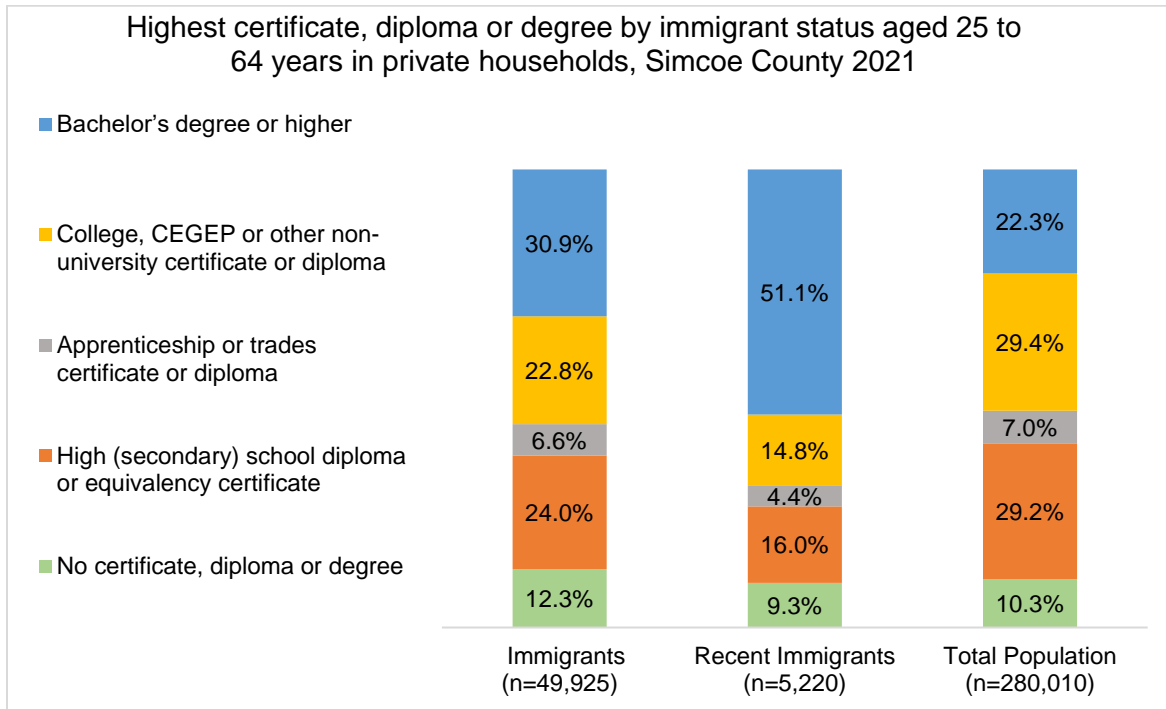 Highest certificate, diploma or degree by immigrant status aged 25 to
64 years in private households, Simcoe County 2021
Bachelor's degree or higher
College, CEGEP or other non-
university certificate or diploma
Apprenticeship or trades
certificate or diploma
High (secondary) school diploma
or equivalency certificate
No certificate, diploma or degree
30.9%
22.8%
6.6%
24.0%
12.3%
51.1%
14.8%
4.4%
16.0%
9.3%
22.3%
29.4%
7.0%
29.2%
10.3%
Immigrants
(n=49,925)
Recent Immigrants
(n=5,220)
Total Population
(n=280,010)